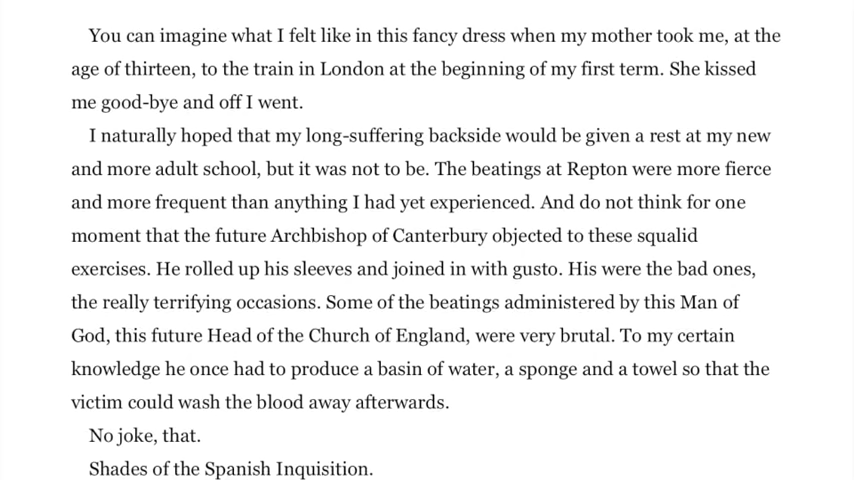 You can imagine what I felt like in this fancy dress when my mother took me, at the
age of thirteen, to the train in London at the beginning of my first term. She kissed
me good-bye and off I went.
I naturally hoped that my long-suffering backside would be given a rest at my new
and more adult school, but it was not to be. The beatings at Repton were more fierce
and more frequent than anything I had yet experienced. And do not think for one
moment that the future Archbishop of Canterbury objected to these squalid
exercises. He rolled up his sleeves and joined in with gusto. His were the bad ones,
the really terrifying occasions. Some of the beatings administered by this Man of
God, this future Head of the Church of England, were very brutal. To my certain
knowledge he once had to produce a basin of water, a sponge and a towel so that the
victim could wash the blood away afterwards.
No joke, that.
Shades of the Spanish Inquisition.